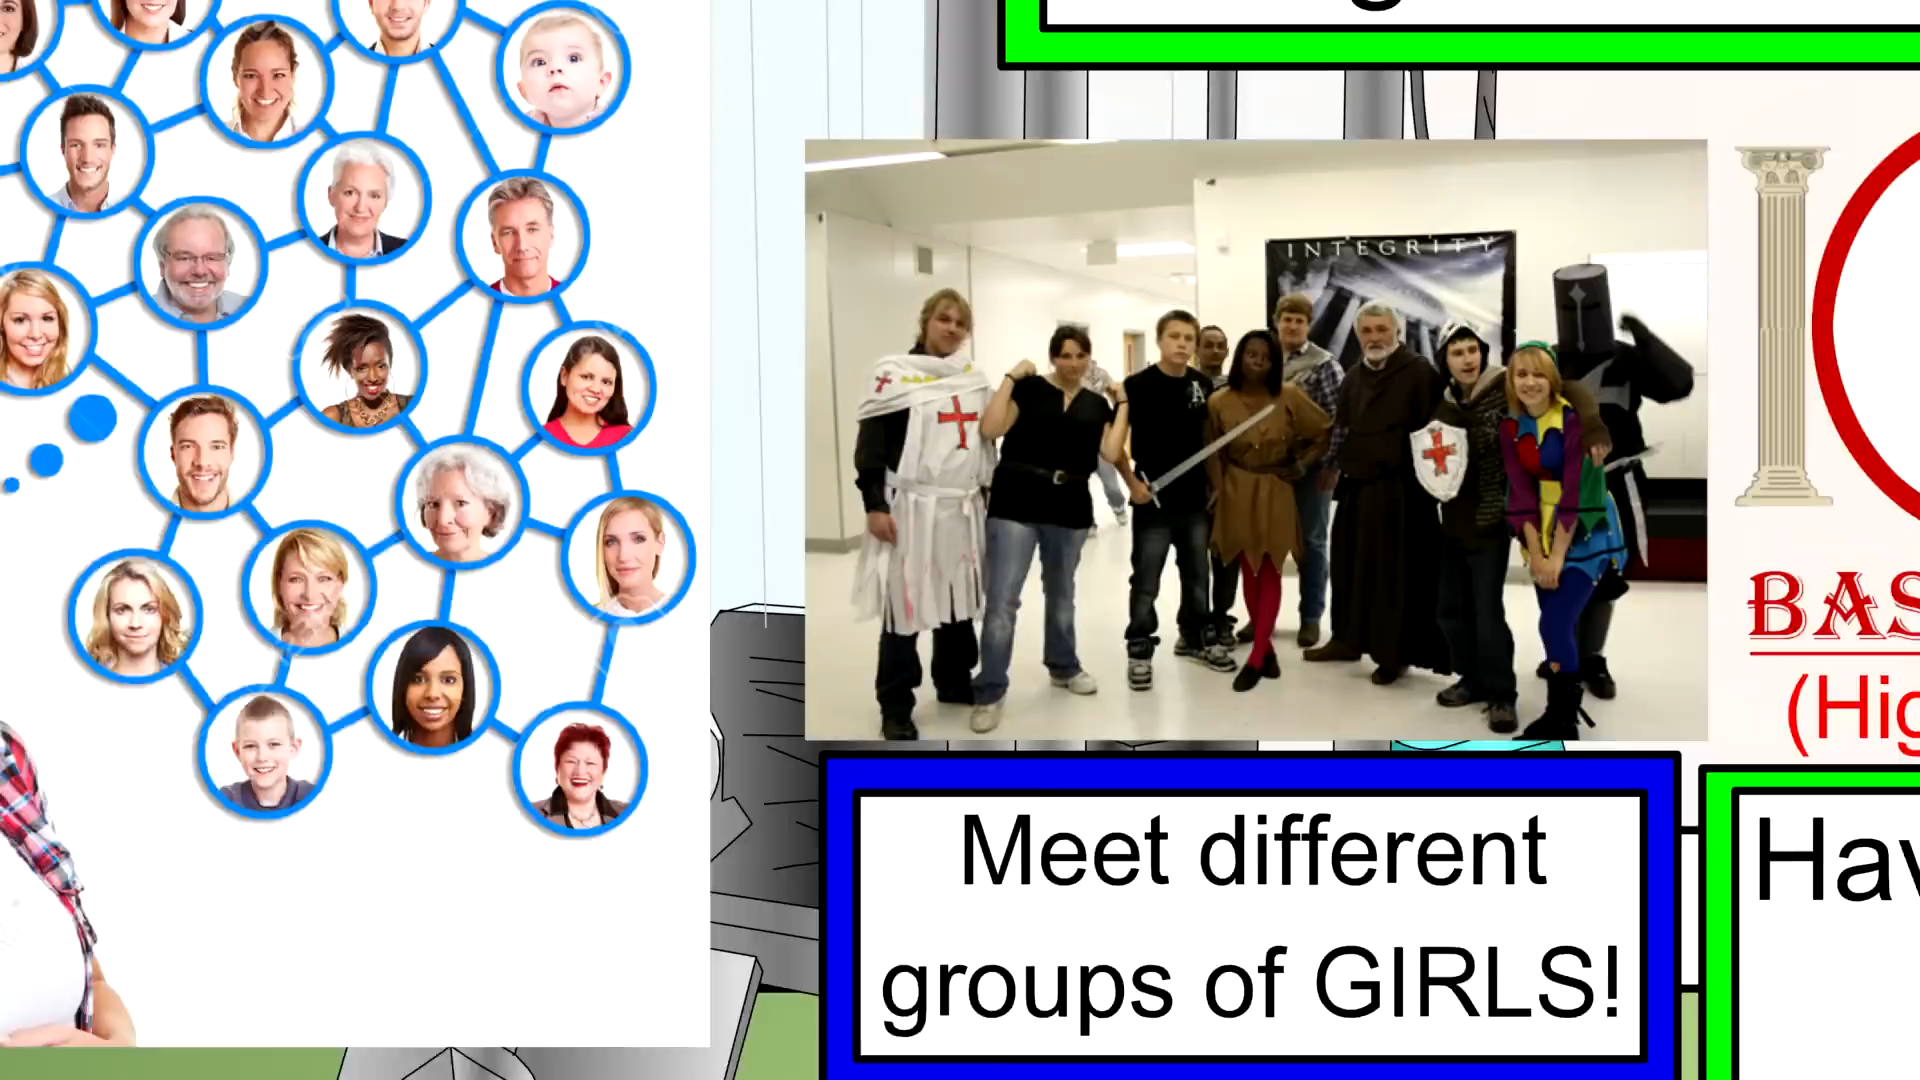 INTEGRITY
A
BAS
(Hig
Meet different
groups of GIRLS!
Hav